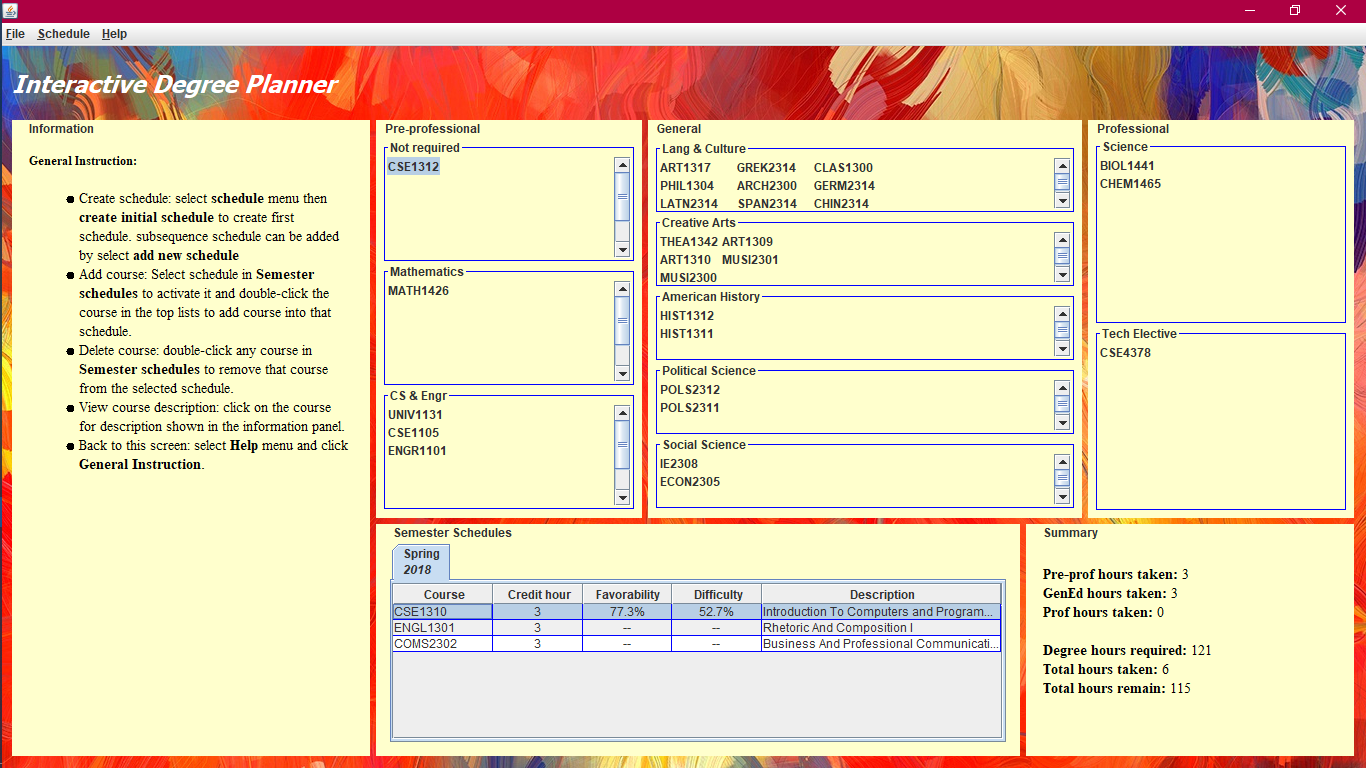 File Schedule Help
Interactive Degree Planner
Information
General Instruction:
Create schedule: select schedule menu then
create initial schedule to create first
schedule. subsequence schedule can be added
by select add new schedule
Add course: Select schedule in Semester
schedules to activate it and double-click the
course in the top lists to add course into that
schedule.
Delete course: double-click any course in
Semester schedules to remove that course
from the selected schedule.
View course description: click on the course
for description shown in the information panel.
Back to this screen: select Help menu and click
General Instruction.
Pre-professional
Not required
CSE1312
Mathematics
MATH1426
CS & Engr
UNIV1131
CSE1105
ENGR1101
General
Lang & Culture
ART1317 GREK2314 CLAS1300
PHIL1304 ARCH2300 GERM2314
LATN2314 SPAN2314 CHIN2314
Creative Arts
THEA1342 ART1309
ART1310 MUSI2301
MUSI2300
American History
HIST1312
HIST1311
Political Science
POLS2312
POLS2311
Social Science
IE2308
ECON2305
Professional
Science
BIOL1441
CHEM1465
Tech Elective
CSE4378
Semester Schedules
Spring
2018
Course Credit hour Favorability Difficulty Description
CSE1310 3 77.3% 52.7% Introduction To Computers and Program...
ENGL1301 3 -- -- Rhetoric And Composition I
COMS2302 3 -- -- Business And Professional Communicati...
Summary
Pre-prof hours taken: 3
GenEd hours taken: 3
Prof hours taken: 0
Degree hours required: 121
Total hours taken: 6
Total hours remain: 115